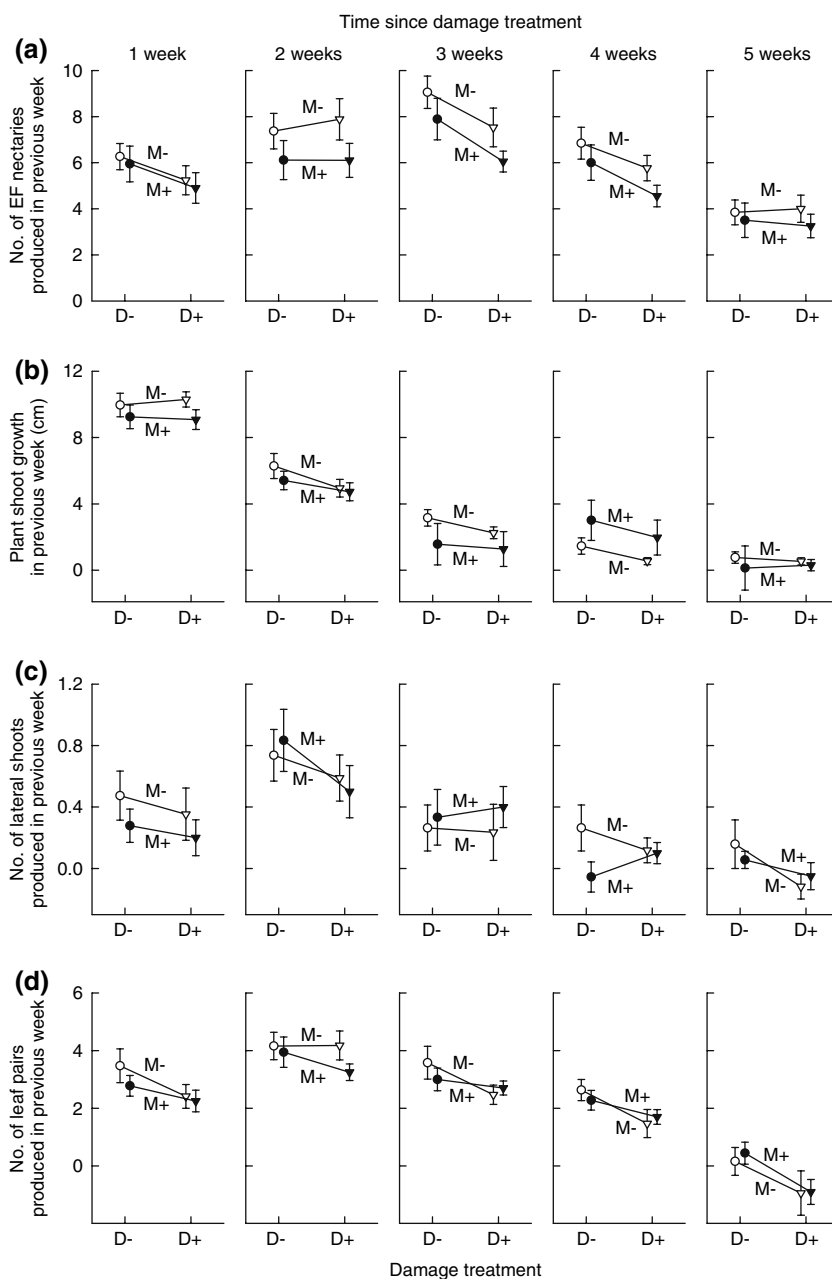 Time since damage treatment
(a)
1 week
2 weeks
3 weeks
4 weeks
5 weeks
No. of EF nectaries
produced in previous week
10
8
6
4
2
0
M-
M+
M-
M+
M-
M+
M-
M+
M-
M+
D-
D+
D-
D+
D-
D+
D-
D+
D-
D+
(b)
Plant shoot growth
in previous week (cm)
12
8
4
0
M-
M+
M-
M+
M-
M+
M+
M-
M-
M+
D-
D+
D-
D+
D-
D+
D-
D+
D-
D+
(c)
No. of lateral shoots
produced in previous week
1.2
0.8
0.4
0.0
M-
M+
M+
M-
M+
M-
M-
M+
M+
M-
D-
D+
D-
D+
D-
D+
D-
D+
D-
D+
(d)
No. of leaf pairs
produced in previous week
6
4
2
0
M-
M+
M-
M+
M-
M+
M+
M-
M+
M-
D-
D+
D-
D+
D-
D+
D-
D+
D-
D+
Damage treatment